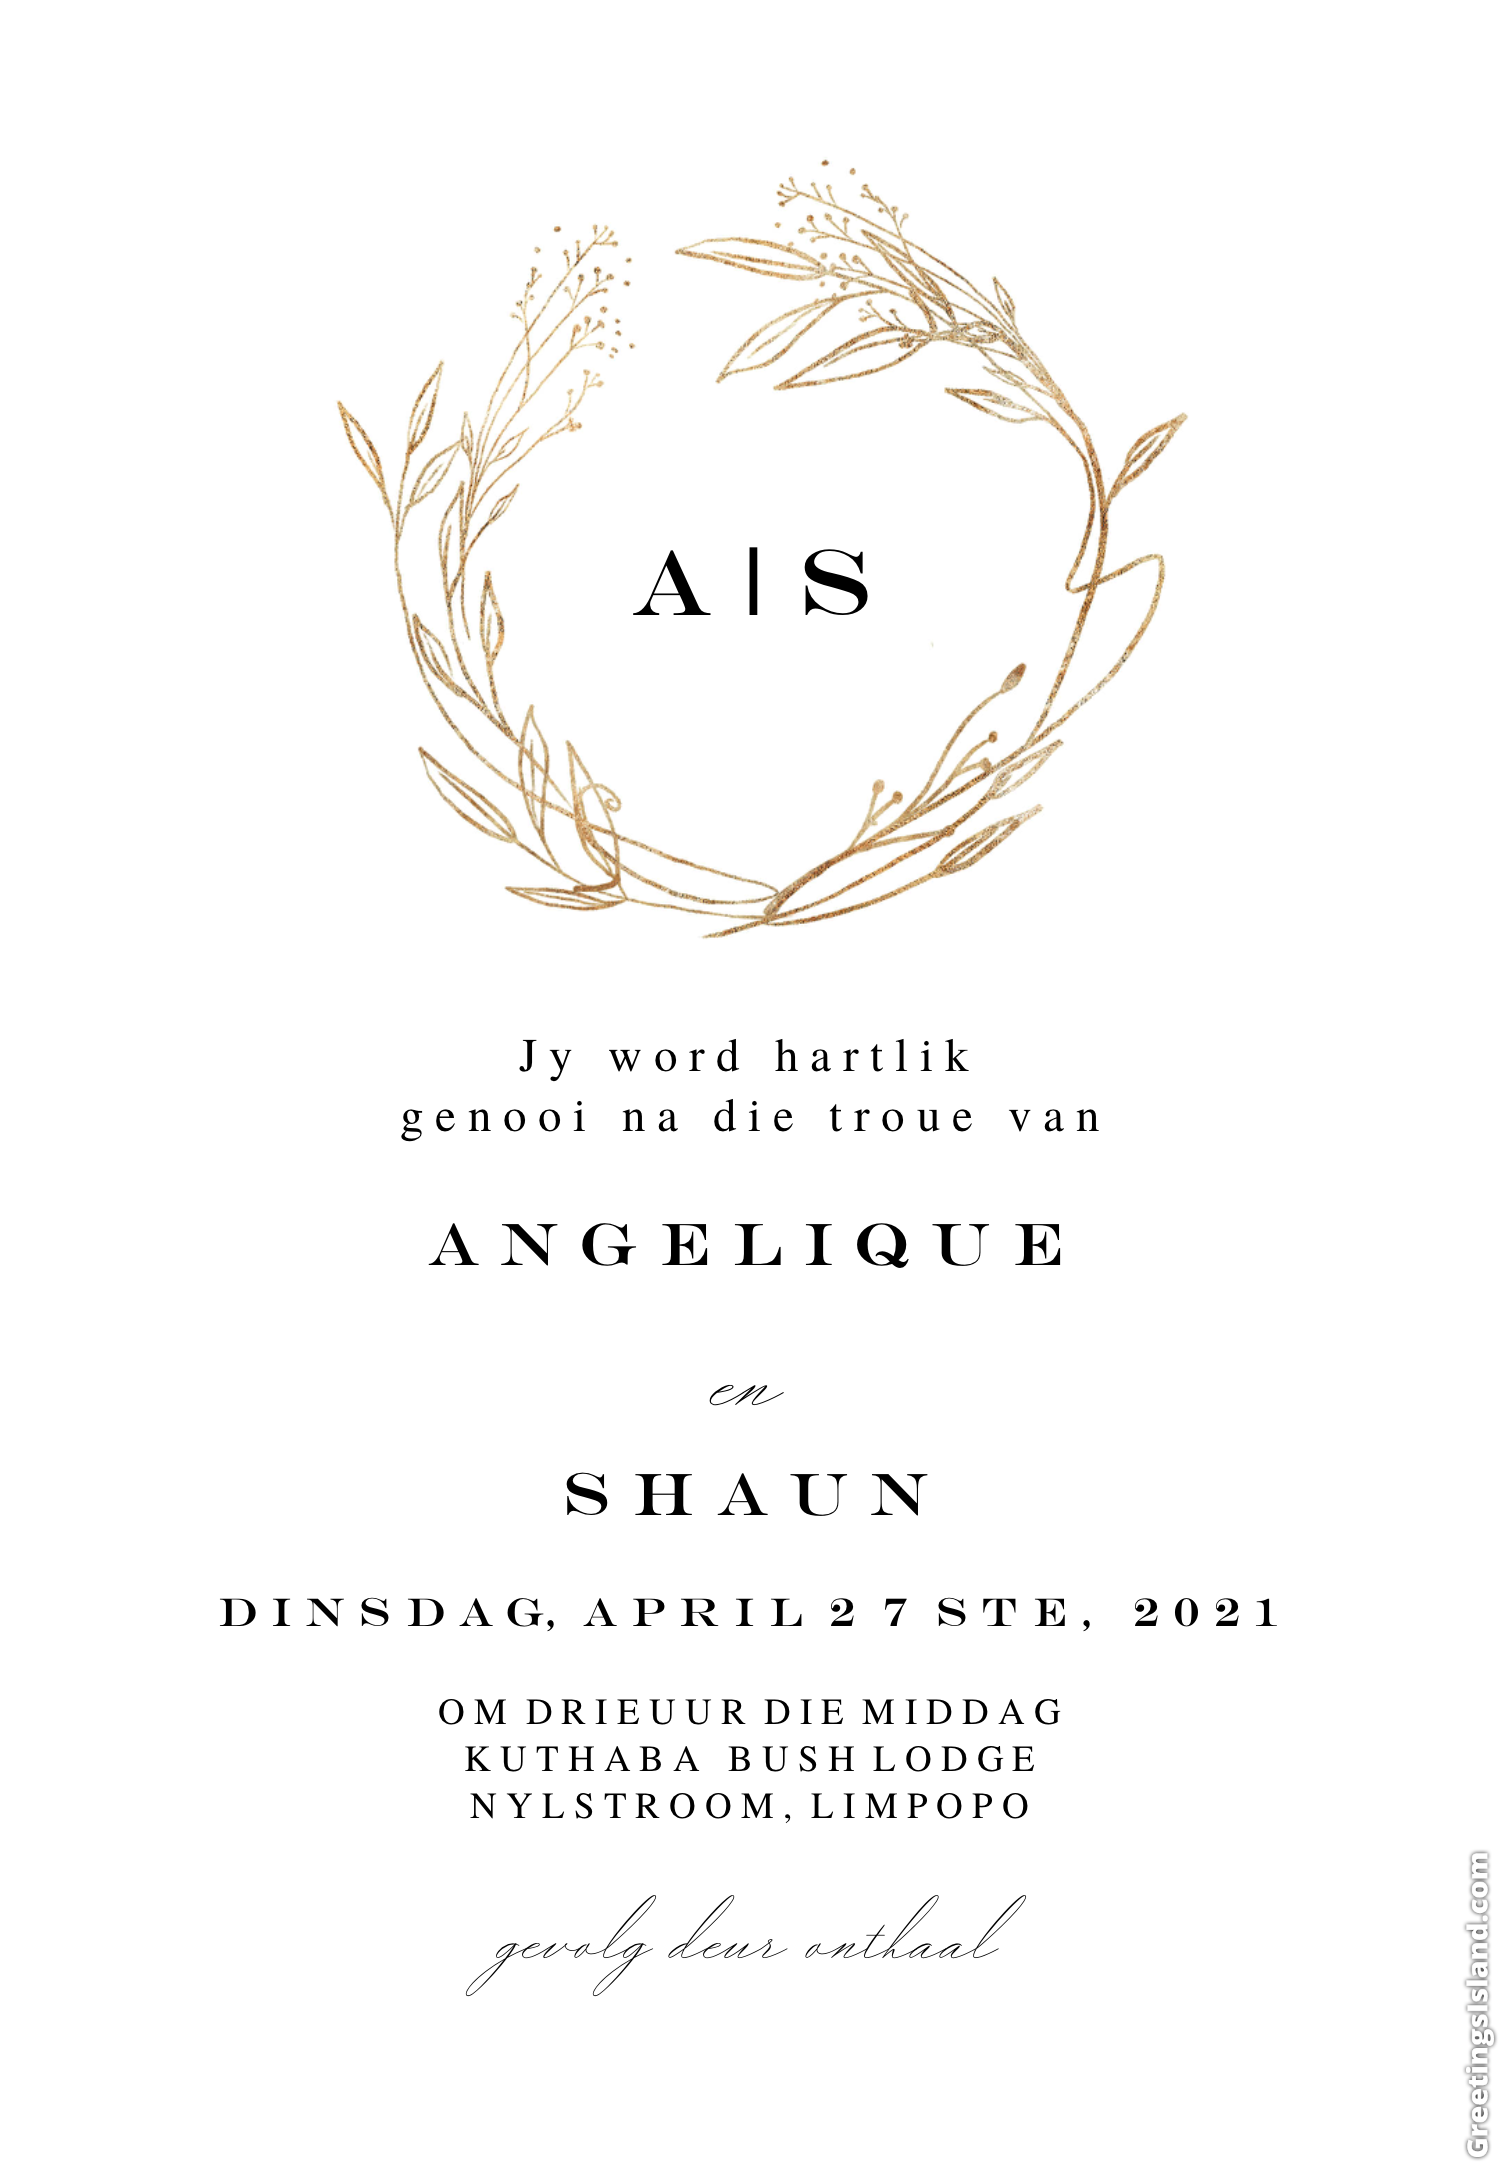 A | S
Jy word hartlik
genooi na die troue van
ANGELIQUE
en
SHAUN
DINSDAG, APRIL 27STE, 2021
OM DRIEUUR DIE MIDDAG
KUTHABA BUSH LODGE
NYLSTROOM, LIMPOPO
gevolg deur onthaal
GreetingsIsland.com